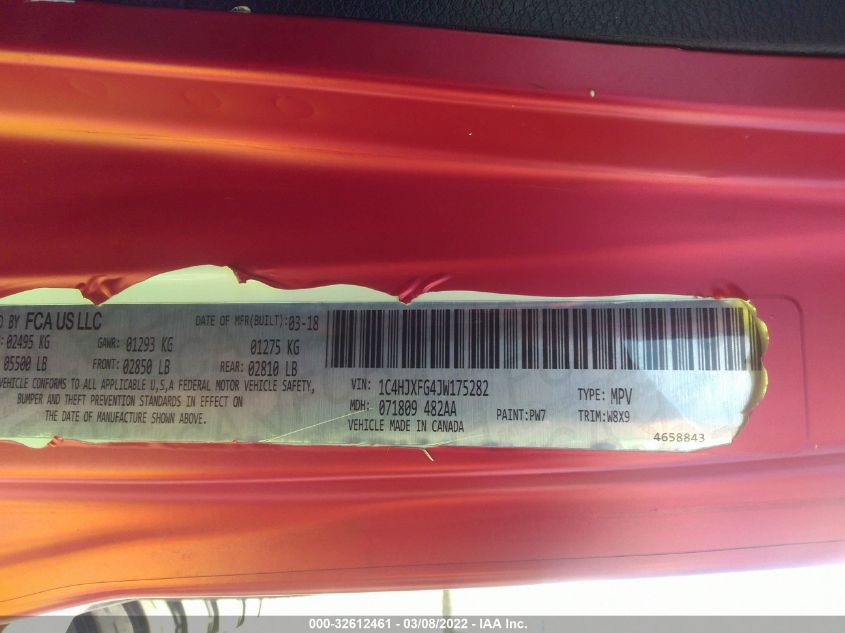 D BY FCA US LLC DATE OF MFR(BUILT):03-18
: 02495 KG GAWR: 01293 KG 01275 KG
05500 LB FRONT: 02850 LB REAR: 02810 LB
VEHICLE CONFORMS TO ALL APPLICABLE U,S,A FEDERAL MOTOR VEHICLE SAFETY,
BUMPER AND THEFT PREVENTION STANDARDS IN EFFECT ON
THE DATE OF MANUFACTURE SHOWN ABOVE.
VIN: 1C4HJXFG4JW175282 TYPE: MPV
MDH: 071809 482AA PAINT:PW7 TRIM:W8X9
VEHICLE MADE IN CANADA
4658843
000-32612461 - 03/08/2022 - IAA Inc.